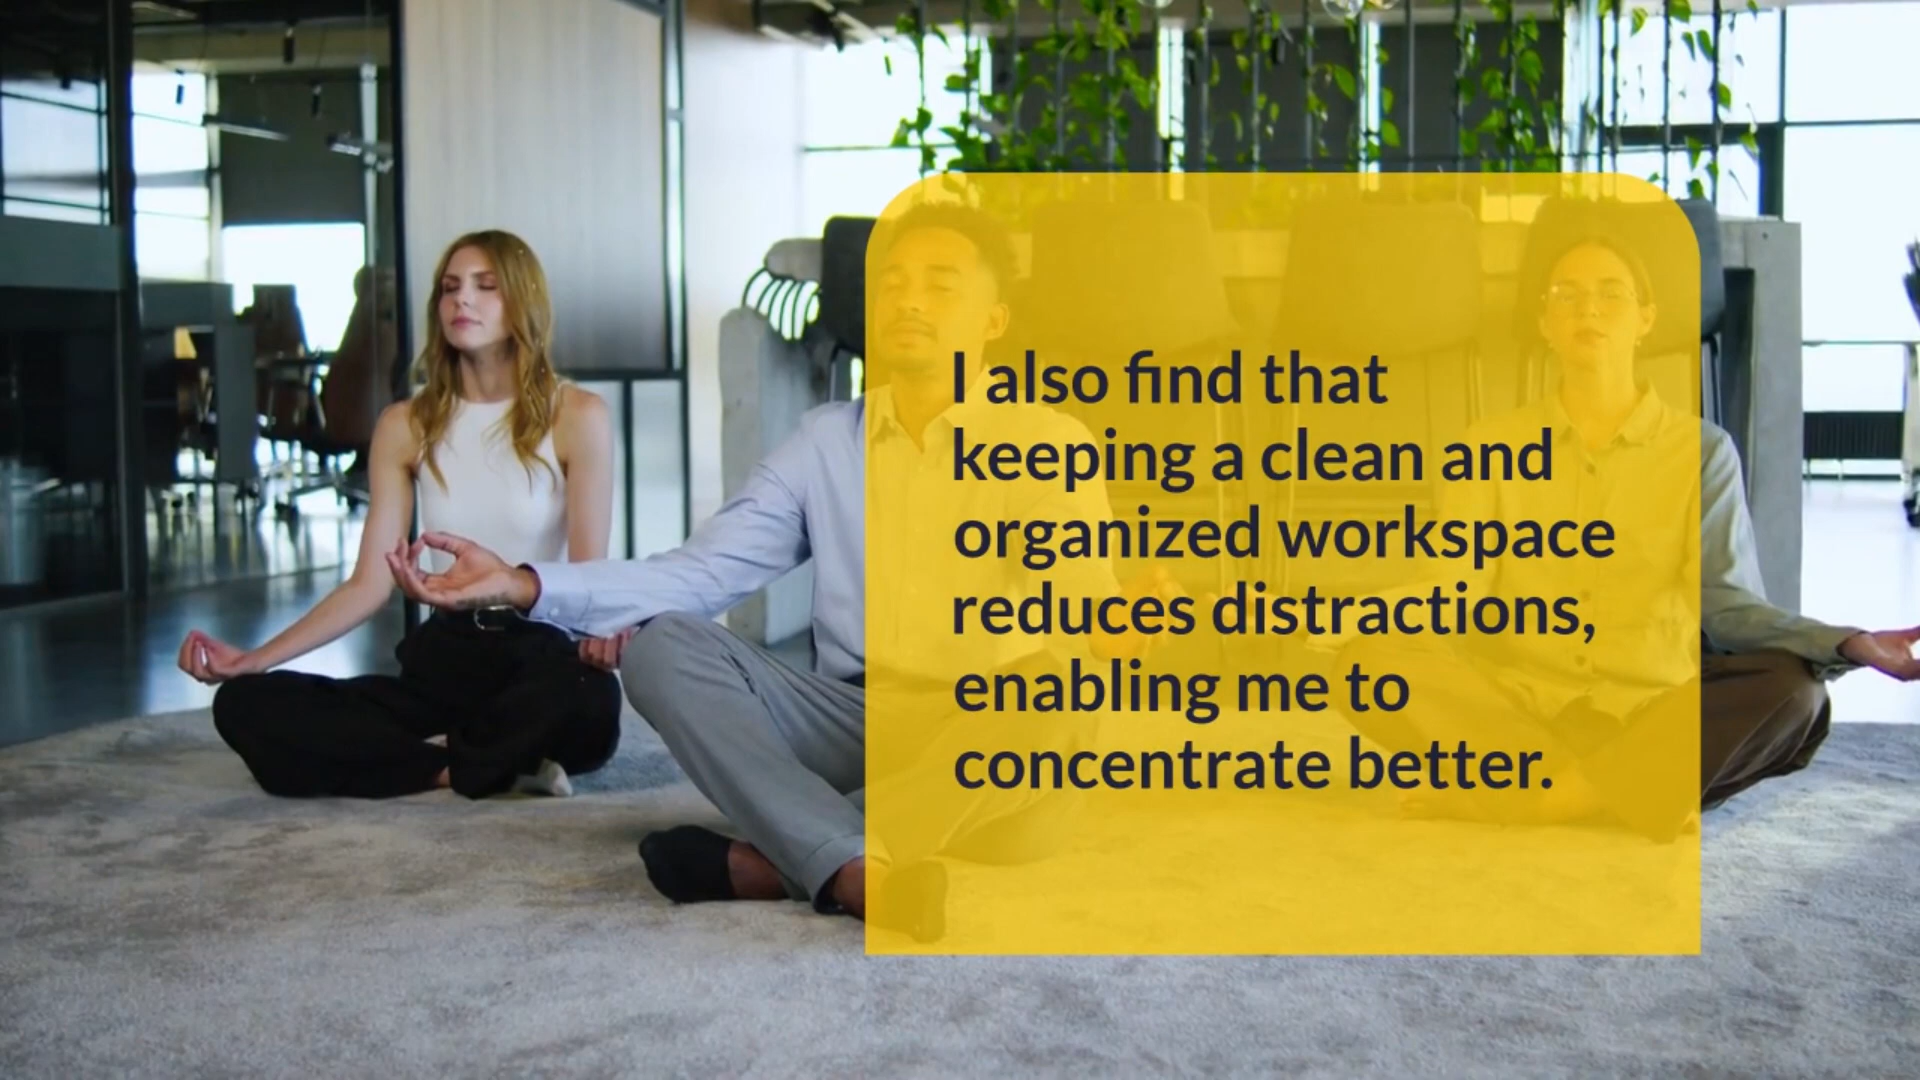 I also find that
keeping a clean and
organized workspace
reduces distractions,
enabling me to
concentrate better.